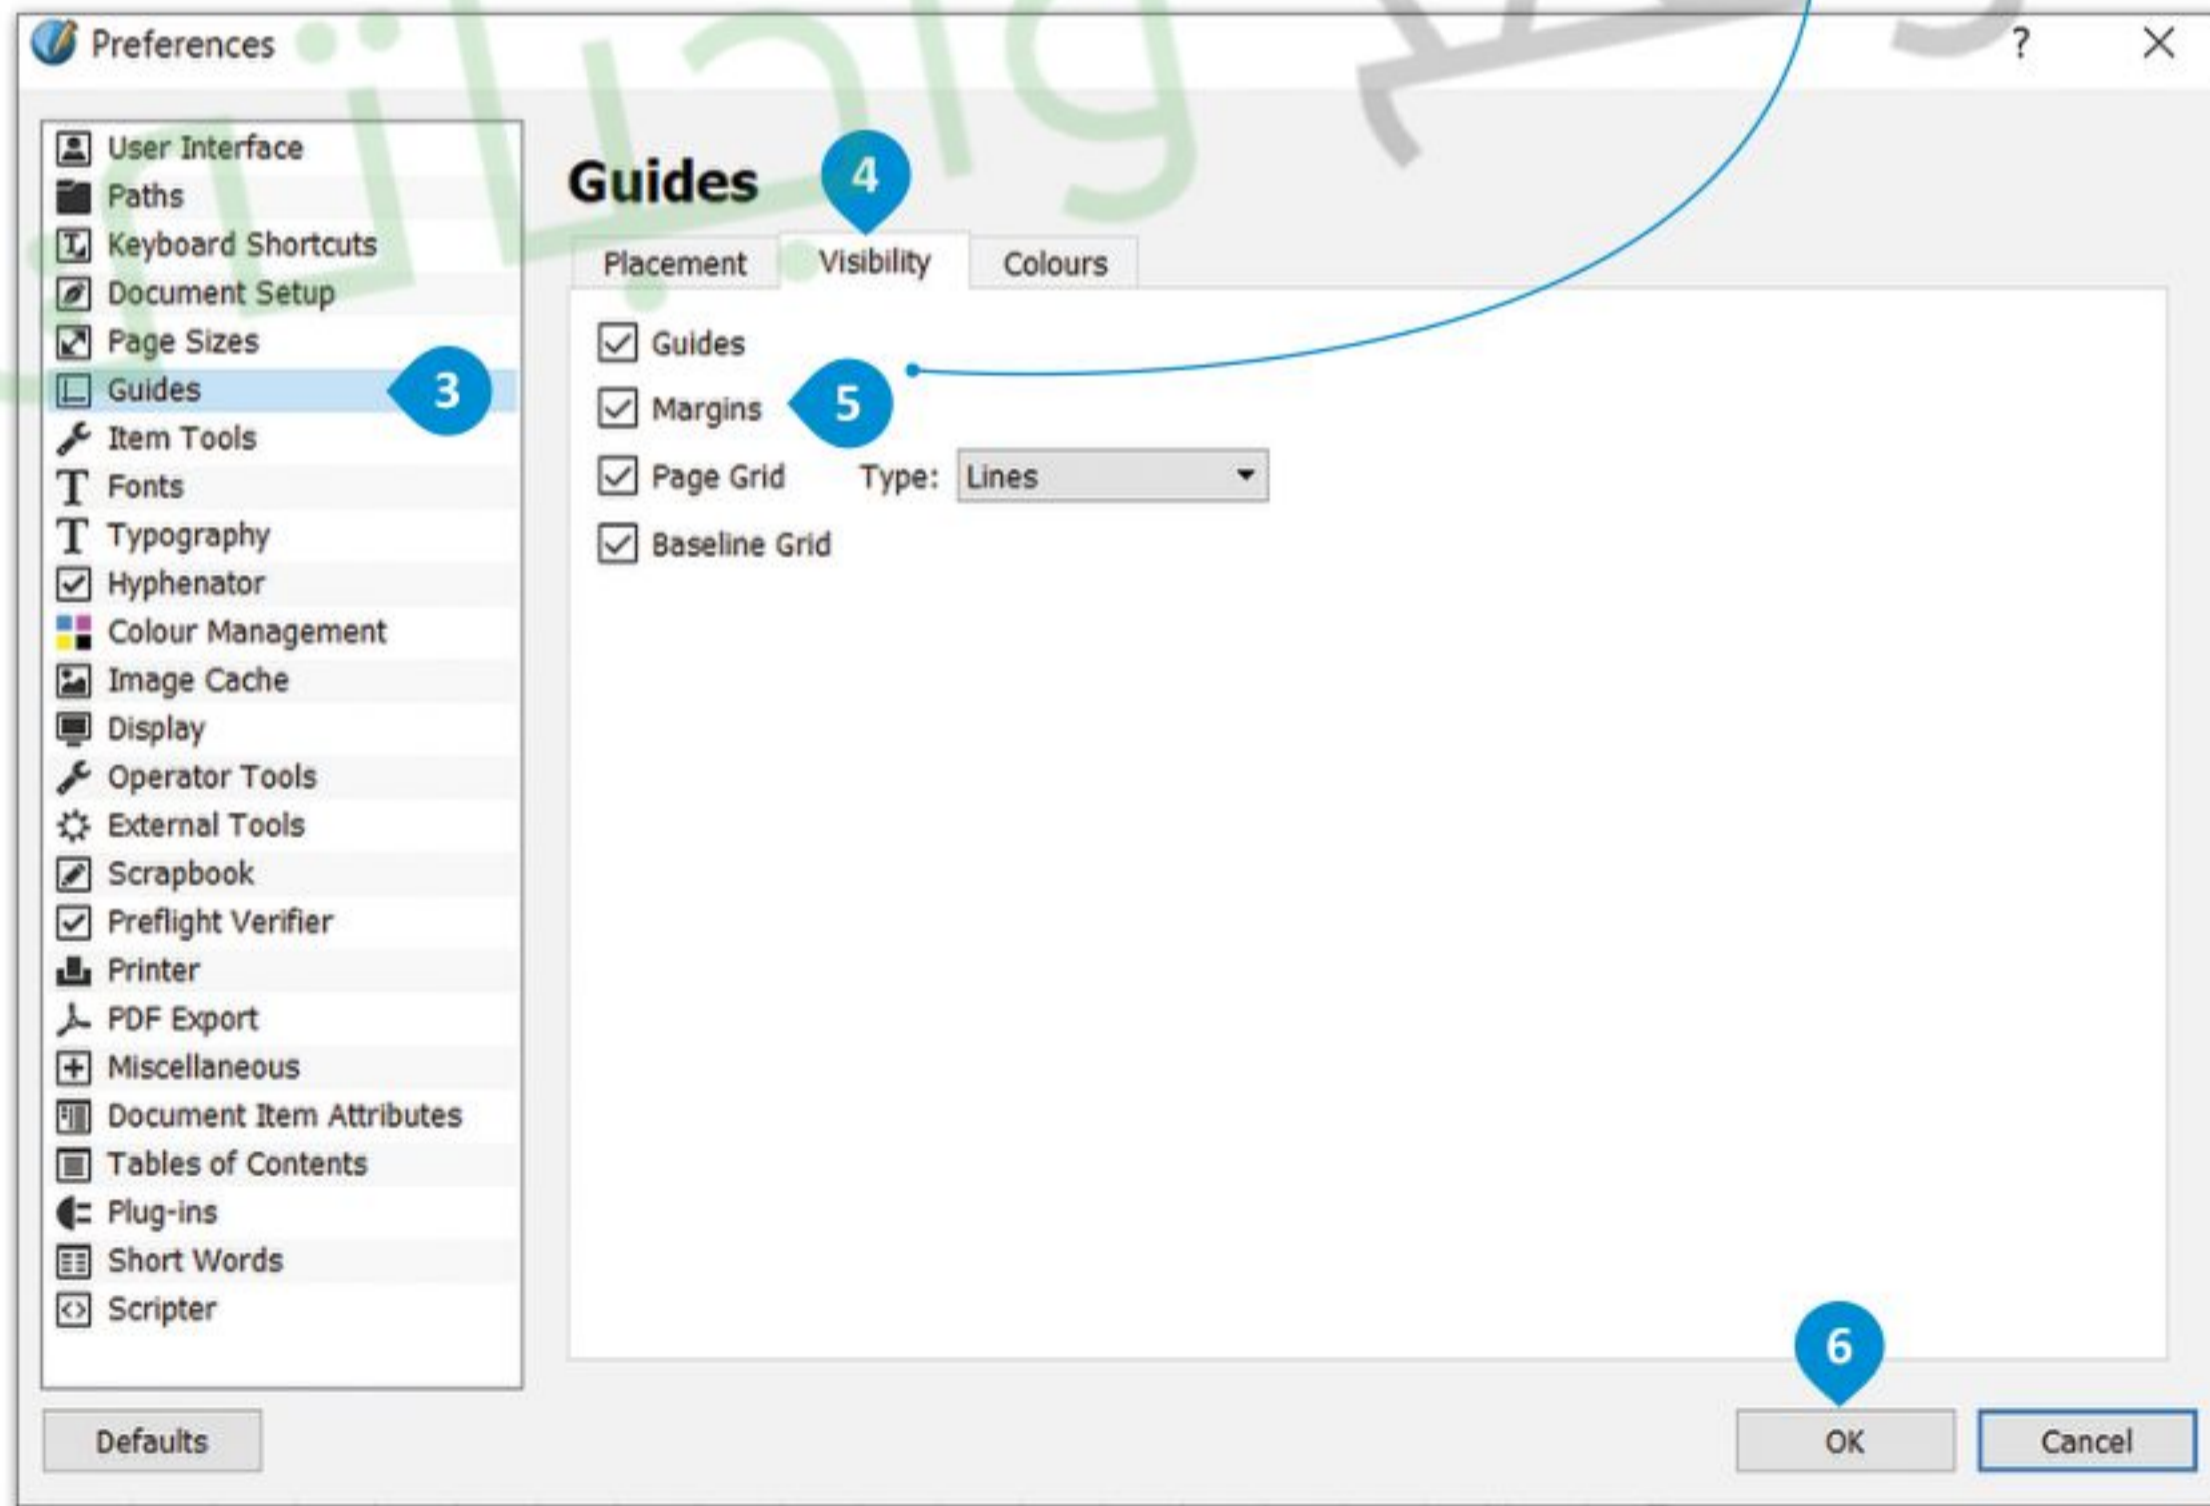 Preferences
?
User Interface
Paths
Keyboard Shortcuts
Document Setup
Page Sizes
Guides
3
Item Tools
Fonts
Typography
Hyphenator
Colour Management
Image Cache
Display
Operator Tools
External Tools
Scrapbook
Preflight Verifier
Printer
PDF Export
Miscellaneous
Document Item Attributes
Tables of Contents
Plug-ins
Short Words
Scripter
Defaults
Guides
4
Placement Visibility Colours
Guides
Margins
5
Page Grid Type: Lines
Baseline Grid
6
OK Cancel